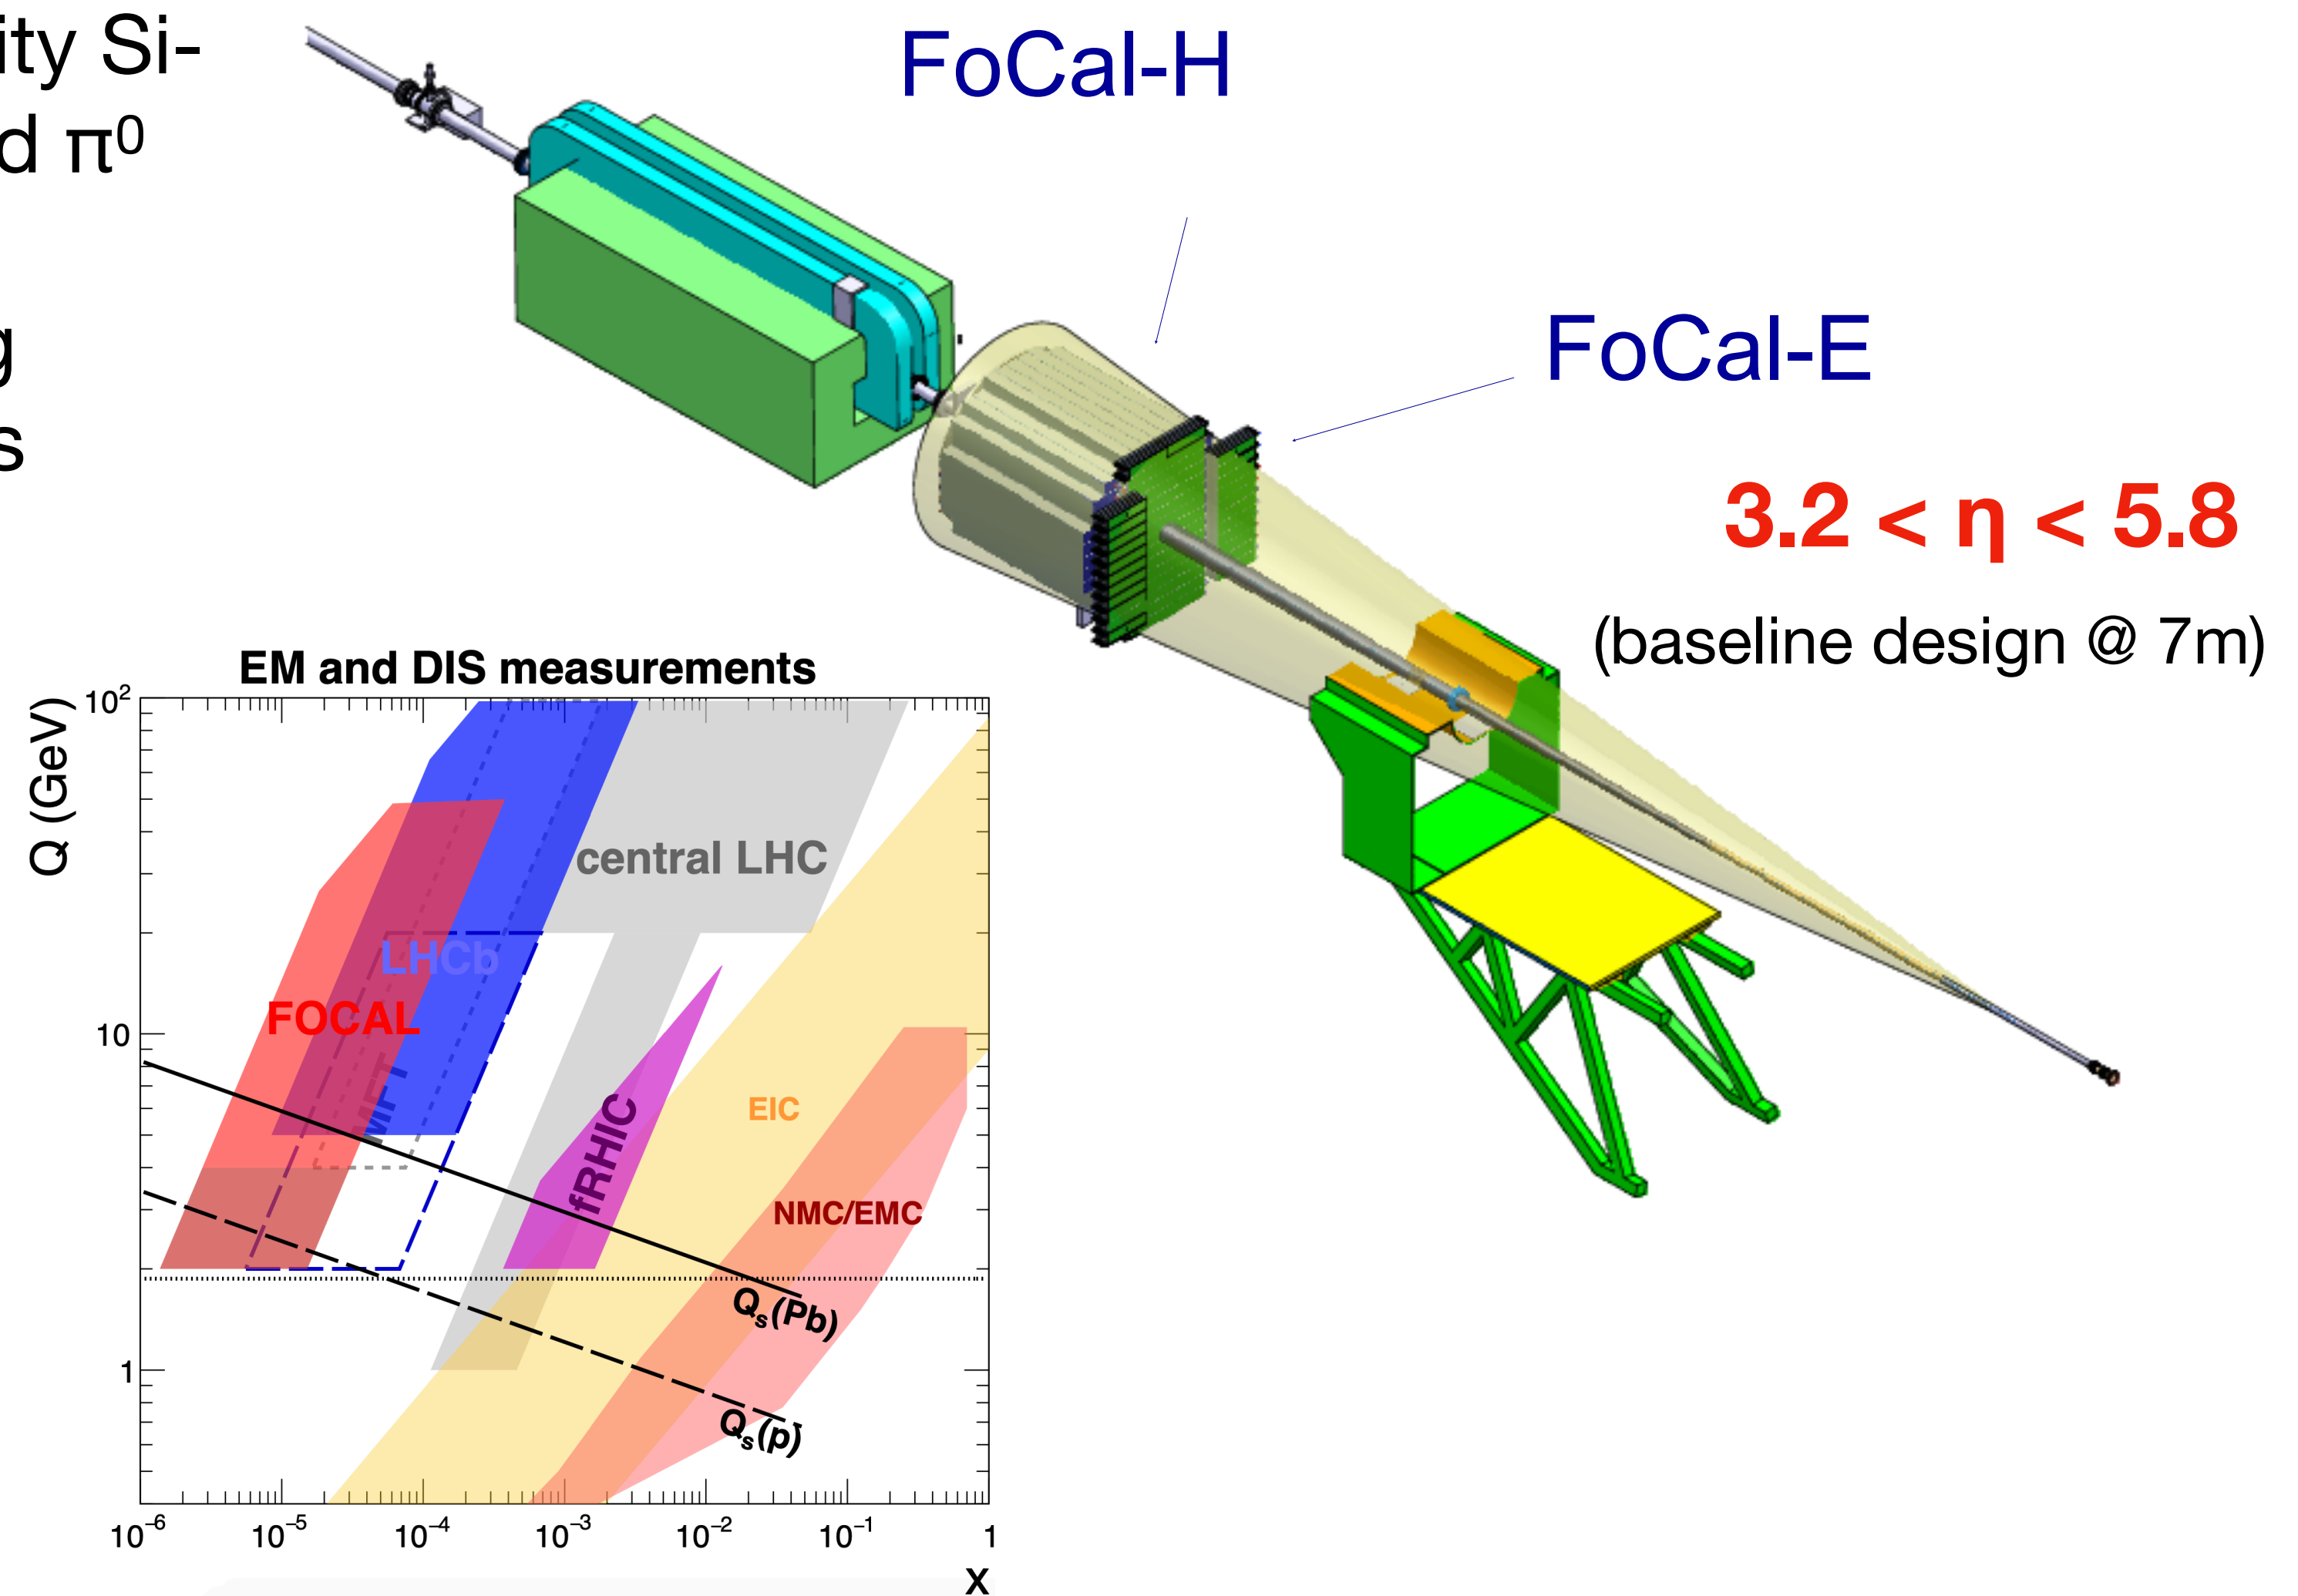 ity Si-
d π⁰
g
s
FoCal-H
FoCal-E
3.2 < η < 5.8
(baseline design @ 7m)
EM and DIS measurements
Q (GeV)
10²
10
1
central LHC
LHCb
FOCAL
MFT
fRHIC
EIC
NMC/EMC
Qₛ(Pb)
Qₛ(p)
10⁻⁶ 10⁻⁵ 10⁻⁴ 10⁻³ 10⁻² 10⁻¹ 1
x